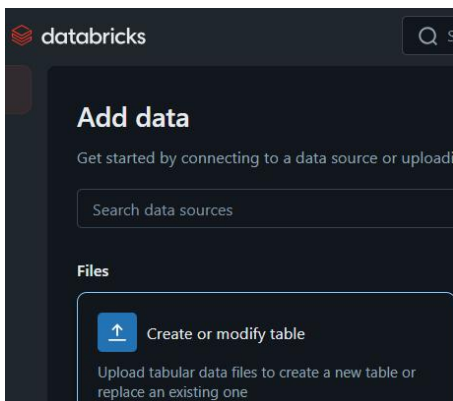 databricks
Add data
Get started by connecting to a data source or
Search data sources
Files
Create or modify table
Upload tabular data files to create a new table or
replace an existing one